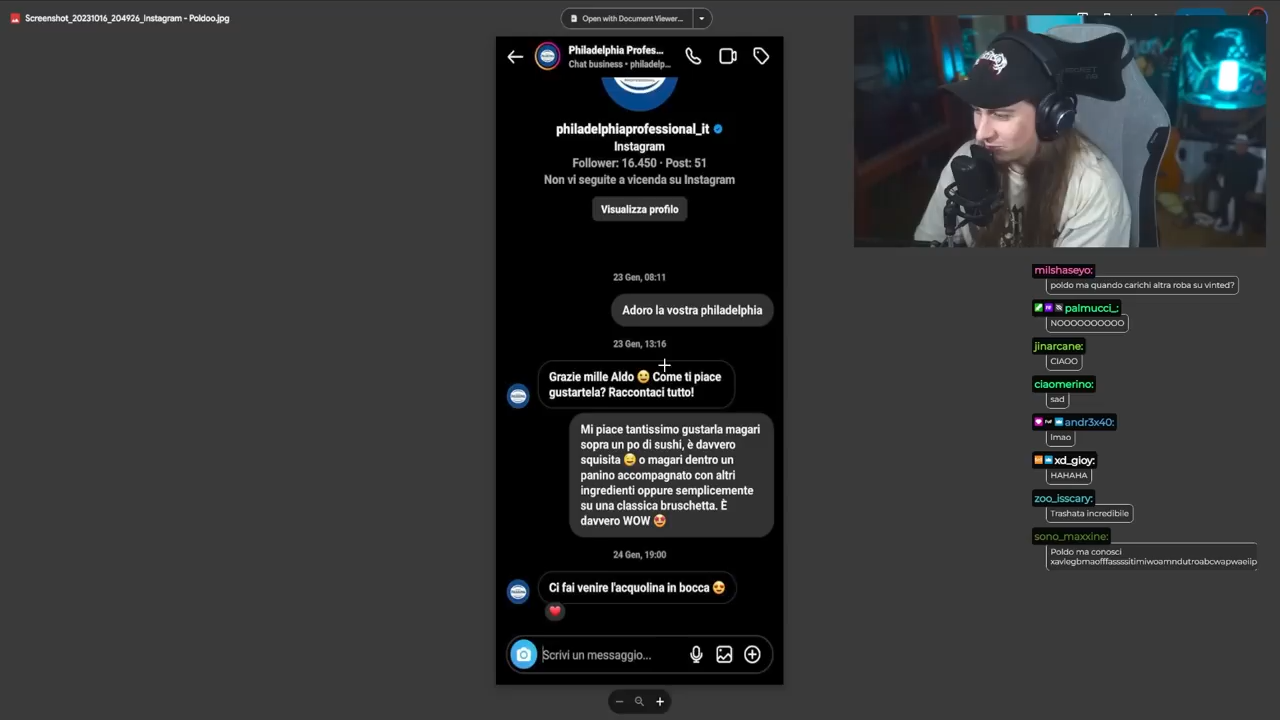 Screenshot_20231016_204926_Instagram - Poldoo.jpg
Open with Document Viewer...
Philadelphia Profes...
Chat business • philadelp...
philadelphiaprofessional_it
Instagram
Follower: 16.450 · Post: 51
Non vi seguite a vicenda su Instagram
Visualizza profilo
23 Gen, 08:11
Adoro la vostra philadelphia
23 Gen, 13:16
Grazie mille Aldo 😀 Come ti piace
gustartela? Raccontaci tutto!
Mi piace tantissimo gustarla magari
sopra un po di sushi, è davvero
squisita 😅 o magari dentro un
panino accompagnato con altri
ingredienti oppure semplicemente
su una classica bruschetta. È
davvero WOW 😍
24 Gen, 19:00
Ci fai venire l'acquolina in bocca 😍
Scrivi un messaggio...
milshaseyo:
poldo ma quando carichi altra roba su vinted?
palmucci_:
NOOOOOOOOOO
jinarcane:
CIAOO
ciaomerino:
sad
andr3x40:
lmao
xd_gioy:
HAHAHA
zoo_isscary:
Trashata incredibile
sono_maxxine:
Poldo ma conosci